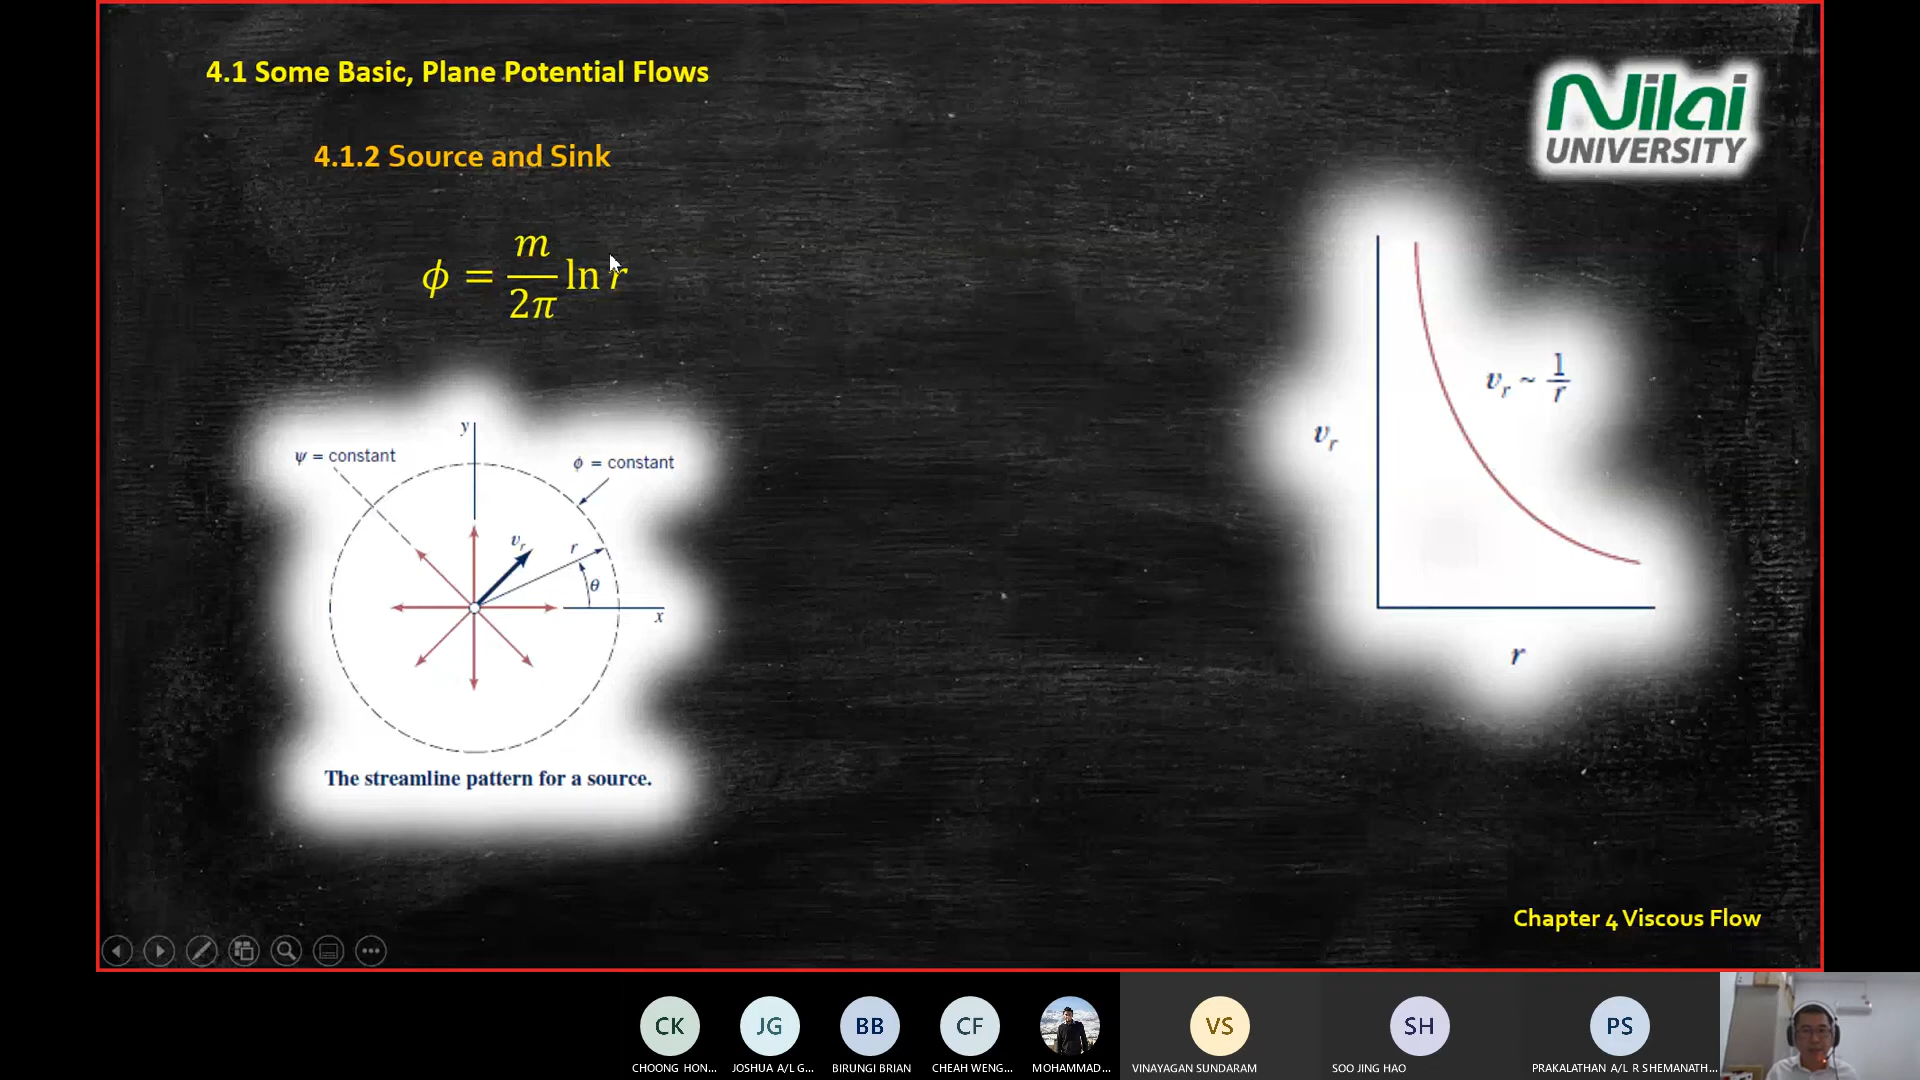 4.1 Some Basic, Plane Potential Flows
Nilai
UNIVERSITY
4.1.2 Source and Sink
ϕ = m/2π ln r
v_r ~ 1/r
v_r
r
y
ψ = constant
ϕ = constant
v_r
r
θ
x
The streamline pattern for a source.
Chapter 4 Viscous Flow
CK
JG
BB
CF
VS
SH
PS
CHOONG HON...
JOSHUA A/L G...
BIRUNGI BRIAN
CHEAH WENG...
MOHAMMAD...
VINAYAGAN SUNDARAM
SOO JING HAO
PRAKALATHAN A/L R SHEMANATH...